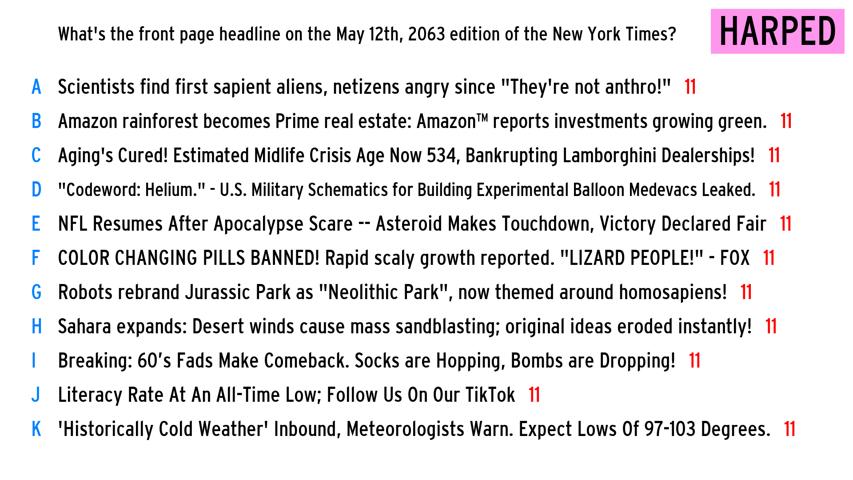 What's the front page headline on the May 12th, 2063 edition of the New York Times?
HARPED
A Scientists find first sapient aliens, netizens angry since "They're not anthro!" 11
B Amazon rainforest becomes Prime real estate: Amazon™ reports investments growing green. 11
C Aging's Cured! Estimated Midlife Crisis Age Now 534, Bankrupting Lamborghini Dealerships! 11
D "Codeword: Helium." - U.S. Military Schematics for Building Experimental Balloon Medevacs Leaked. 11
E NFL Resumes After Apocalypse Scare -- Asteroid Makes Touchdown, Victory Declared Fair 11
F COLOR CHANGING PILLS BANNED! Rapid scaly growth reported. "LIZARD PEOPLE!" - FOX 11
G Robots rebrand Jurassic Park as "Neolithic Park", now themed around homosapiens! 11
H Sahara expands: Desert winds cause mass sandblasting; original ideas eroded instantly! 11
I Breaking: 60's Fads Make Comeback. Socks are Hopping, Bombs are Dropping! 11
J Literacy Rate At An All-Time Low; Follow Us On Our TikTok 11
K 'Historically Cold Weather' Inbound, Meteorologists Warn. Expect Lows Of 97-103 Degrees. 11